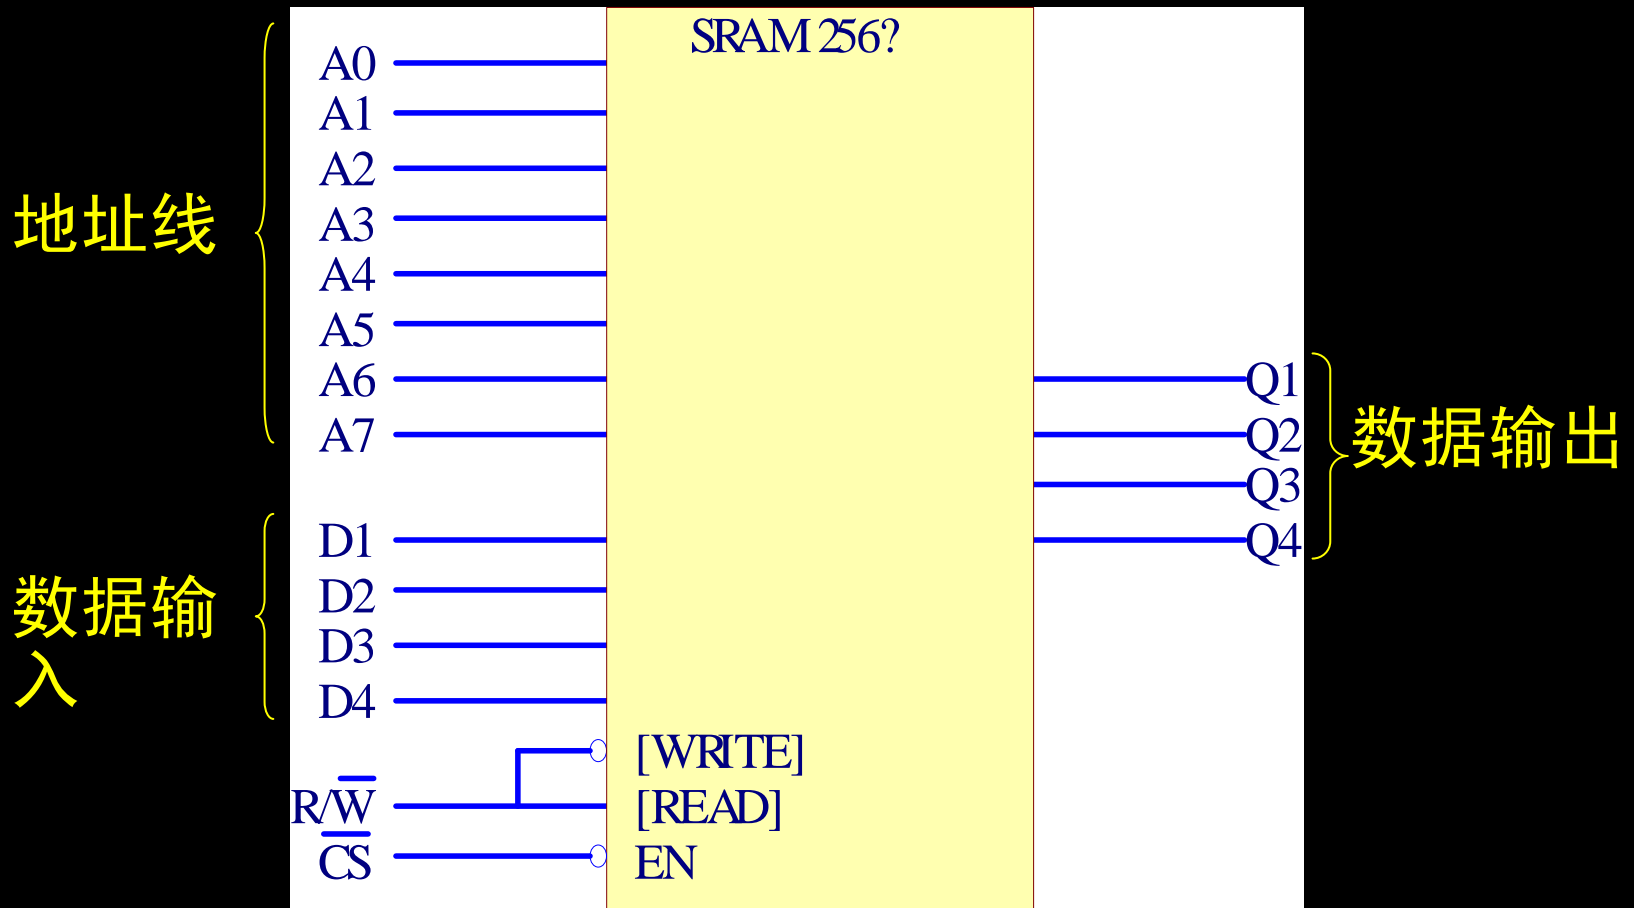 SRAM 256?
A0
A1
A2
A3
A4
A5
A6
A7
地址线
D1
D2
D3
D4
数据输
入
R/W̅
C̅S̅
[WRITE]
[READ]
EN
Q1
Q2
Q3
Q4
数据输出